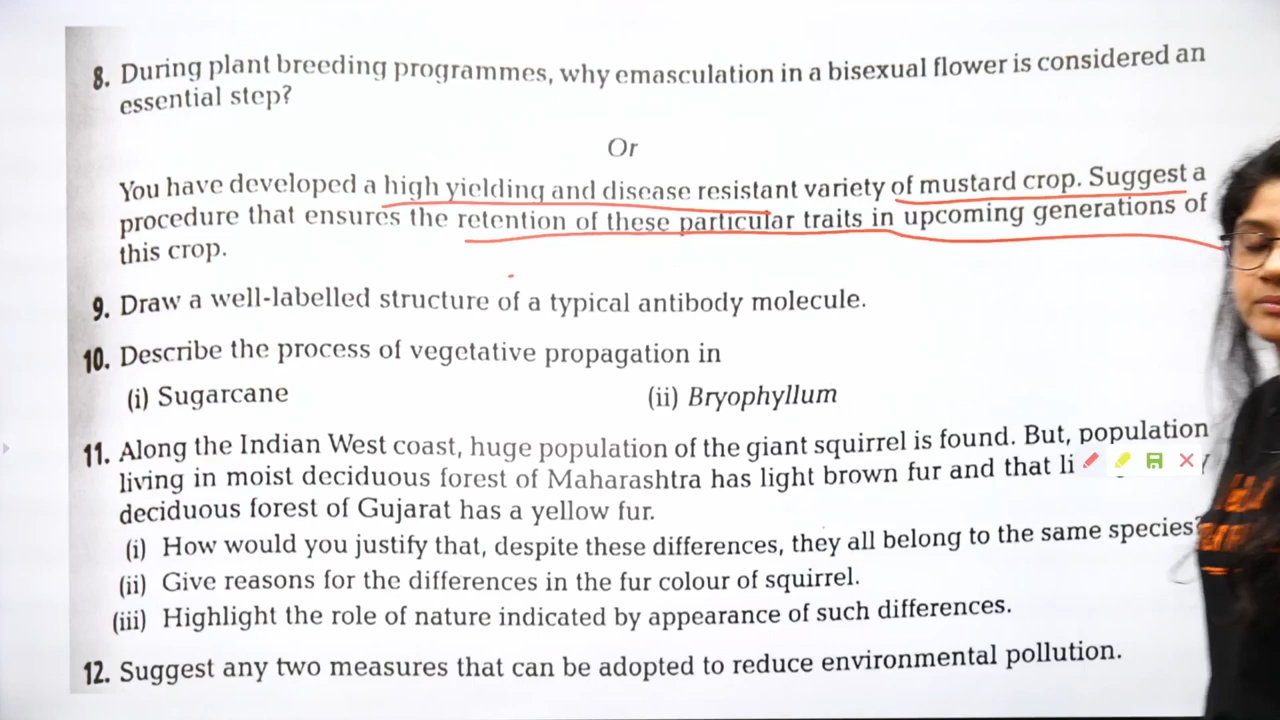 8. During plant breeding programmes, why emasculation in a bisexual flower is considered an
essential step?
Or
You have developed a high yielding and disease resistant variety of mustard crop. Suggest a
procedure that ensures the retention of these particular traits in upcoming generations of
this crop.
9. Draw a well-labelled structure of a typical antibody molecule.
10. Describe the process of vegetative propagation in
(i) Sugarcane (ii) Bryophyllum
11. Along the Indian West coast, huge population of the giant squirrel is found. But, population
living in moist deciduous forest of Maharashtra has light brown fur and that
deciduous forest of Gujarat has a yellow fur.
(i) How would you justify that, despite these differences, they all belong to the same species?
(ii) Give reasons for the differences in the fur colour of squirrel.
(iii) Highlight the role of nature indicated by appearance of such differences.
12. Suggest any two measures that can be adopted to reduce environmental pollution.